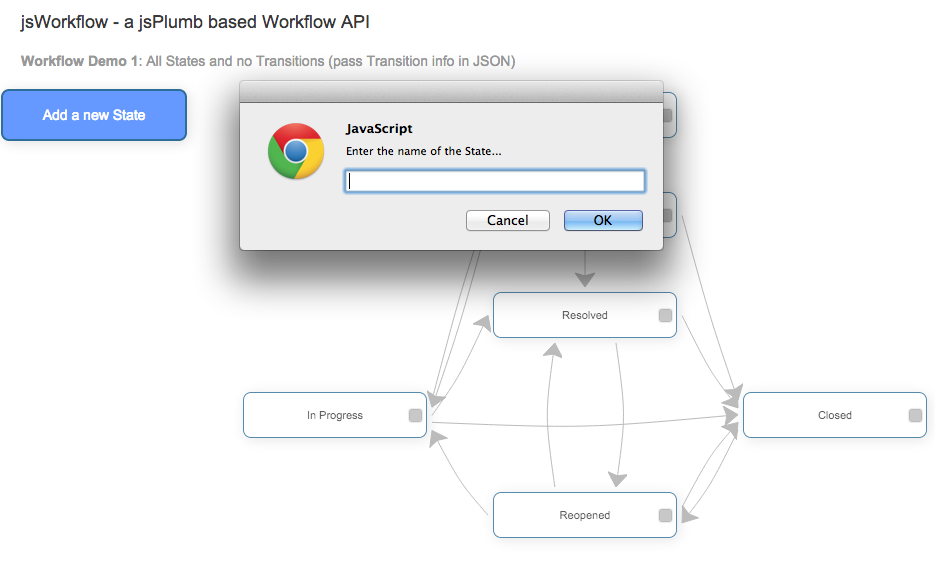 jsWorkflow - a jsPlumb based Workflow API
Workflow Demo 1: All States and no Transitions (pass Transition info in JSON)
Add a new State
JavaScript
Enter the name of the State...
Cancel
OK
Resolved
In Progress
Closed
Reopened